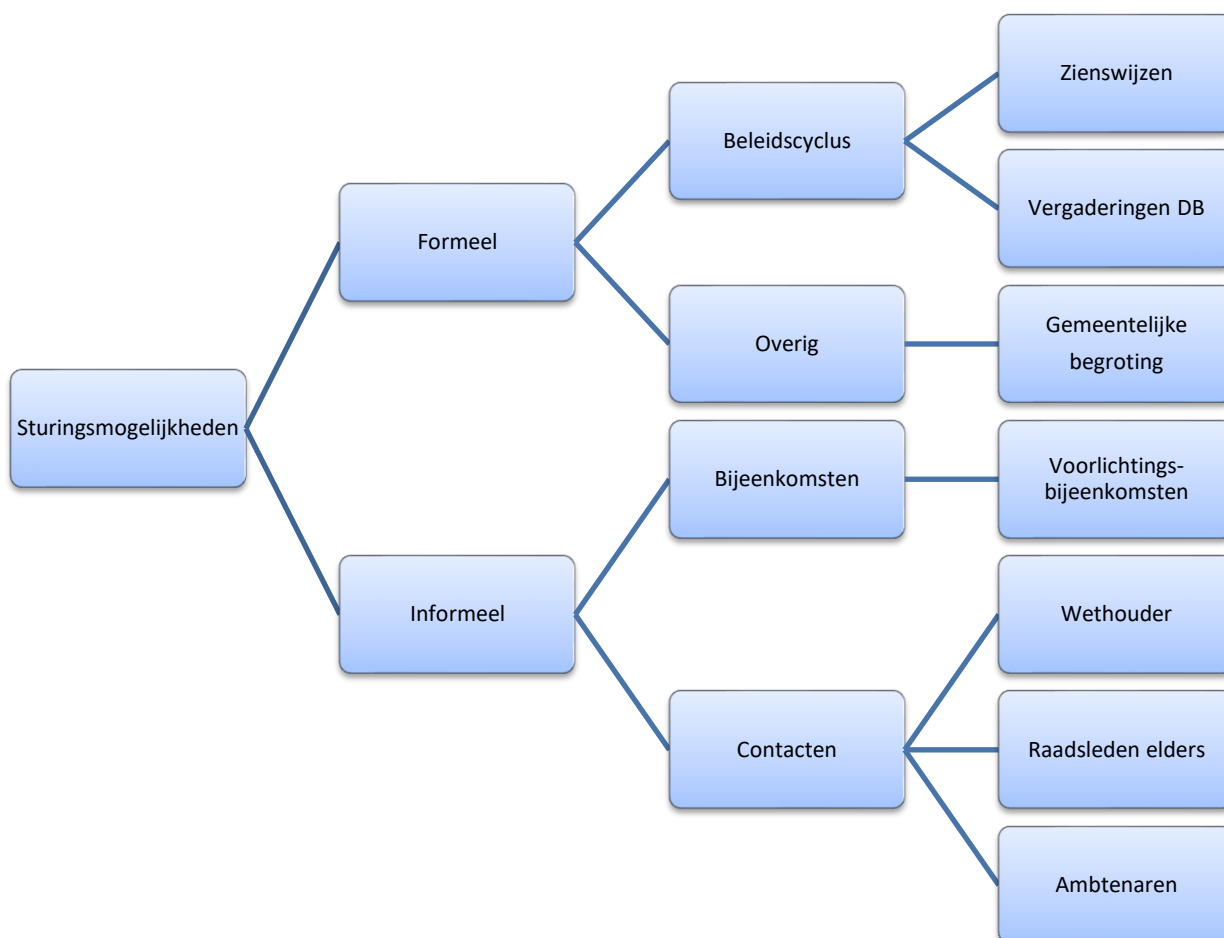 Sturingsmogelijkheden
Formeel
Beleidscyclus
Zienswijzen
Vergaderingen DB
Overig
Gemeentelijke
begroting
Informeel
Bijeenkomsten
Voorlichtings-
bijeenkomsten
Contacten
Wethouder
Raadsleden elders
Ambtenaren